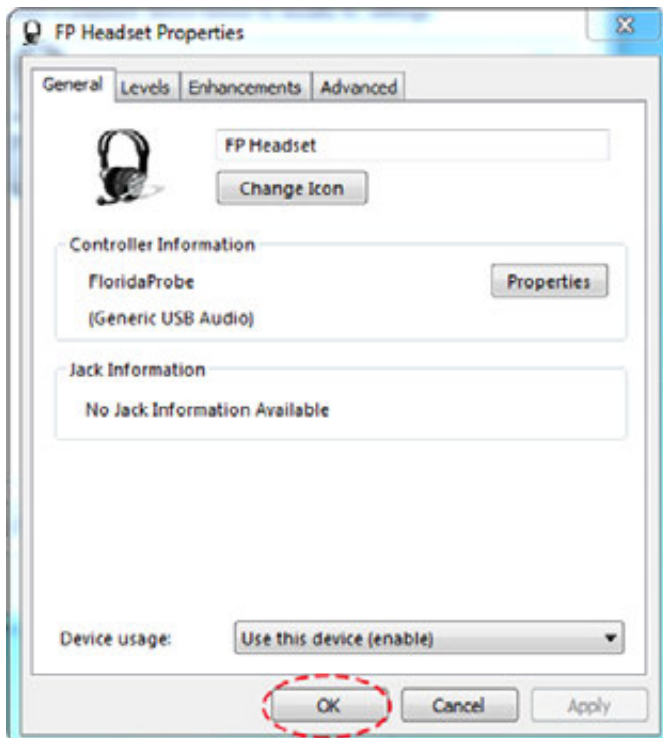 FP Headset Properties
General Levels Enhancements Advanced
FP Headset
Change Icon
Controller Information
FloridaProbe
Properties
(Generic USB Audio)
Jack Information
No Jack Information Available
Device usage:
Use this device (enable)
OK Cancel Apply